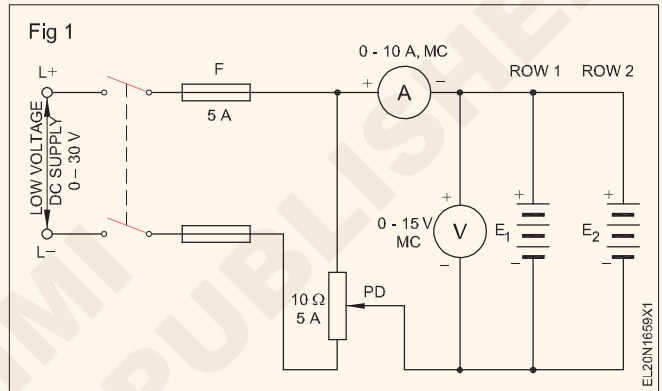 Fig 1
0 - 10 A, MC
ROW 1 ROW 2
L+
F
+ A −
5 A
LOW VOLTAGE
DC SUPPLY
0 – 30 V
+
+
+
0 - 15 V
MC
V
E1
E2
L−
−
−
−
10 Ω
5 A
PD
EL20N1659X1